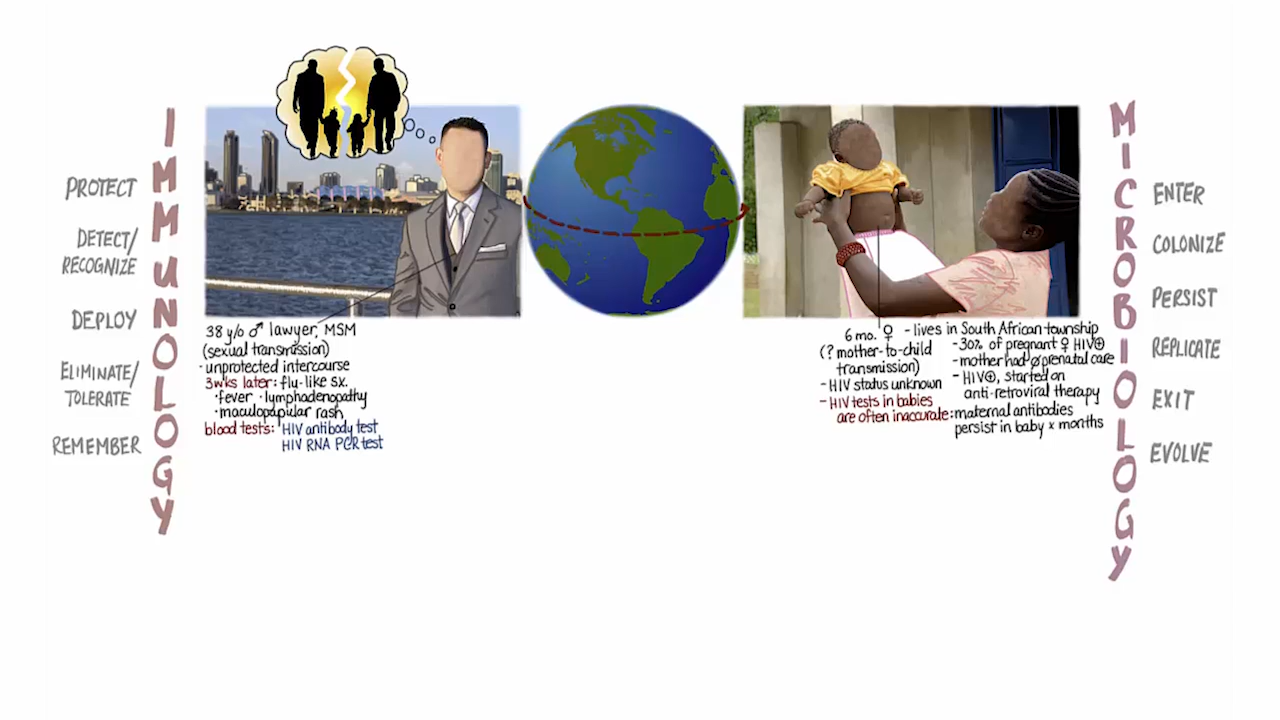 IMMUNOLOGY
PROTECT
DETECT/
RECOGNIZE
DEPLOY
ELIMINATE/
TOLERATE
REMEMBER
38 y/o ♂ lawyer, MSM
(sexual transmission)
- unprotected intercourse
3wks later: flu-like sx.
•fever •lymphadenopathy
•maculopapular rash
blood tests: HIV antibody test
HIV RNA PCR test
6 mo. ♀
(? mother-to-child
transmission)
- HIV status unknown
- HIV tests in babies
are often inaccurate: maternal antibodies
persist in baby x months
- lives in South African township
- 30% of pregnant ♀ HIV⊕
- mother had ∅ prenatal care
- HIV⊕, started on
anti-retroviral therapy
MICROBIOLOGY
ENTER
COLONIZE
PERSIST
REPLICATE
EXIT
EVOLVE